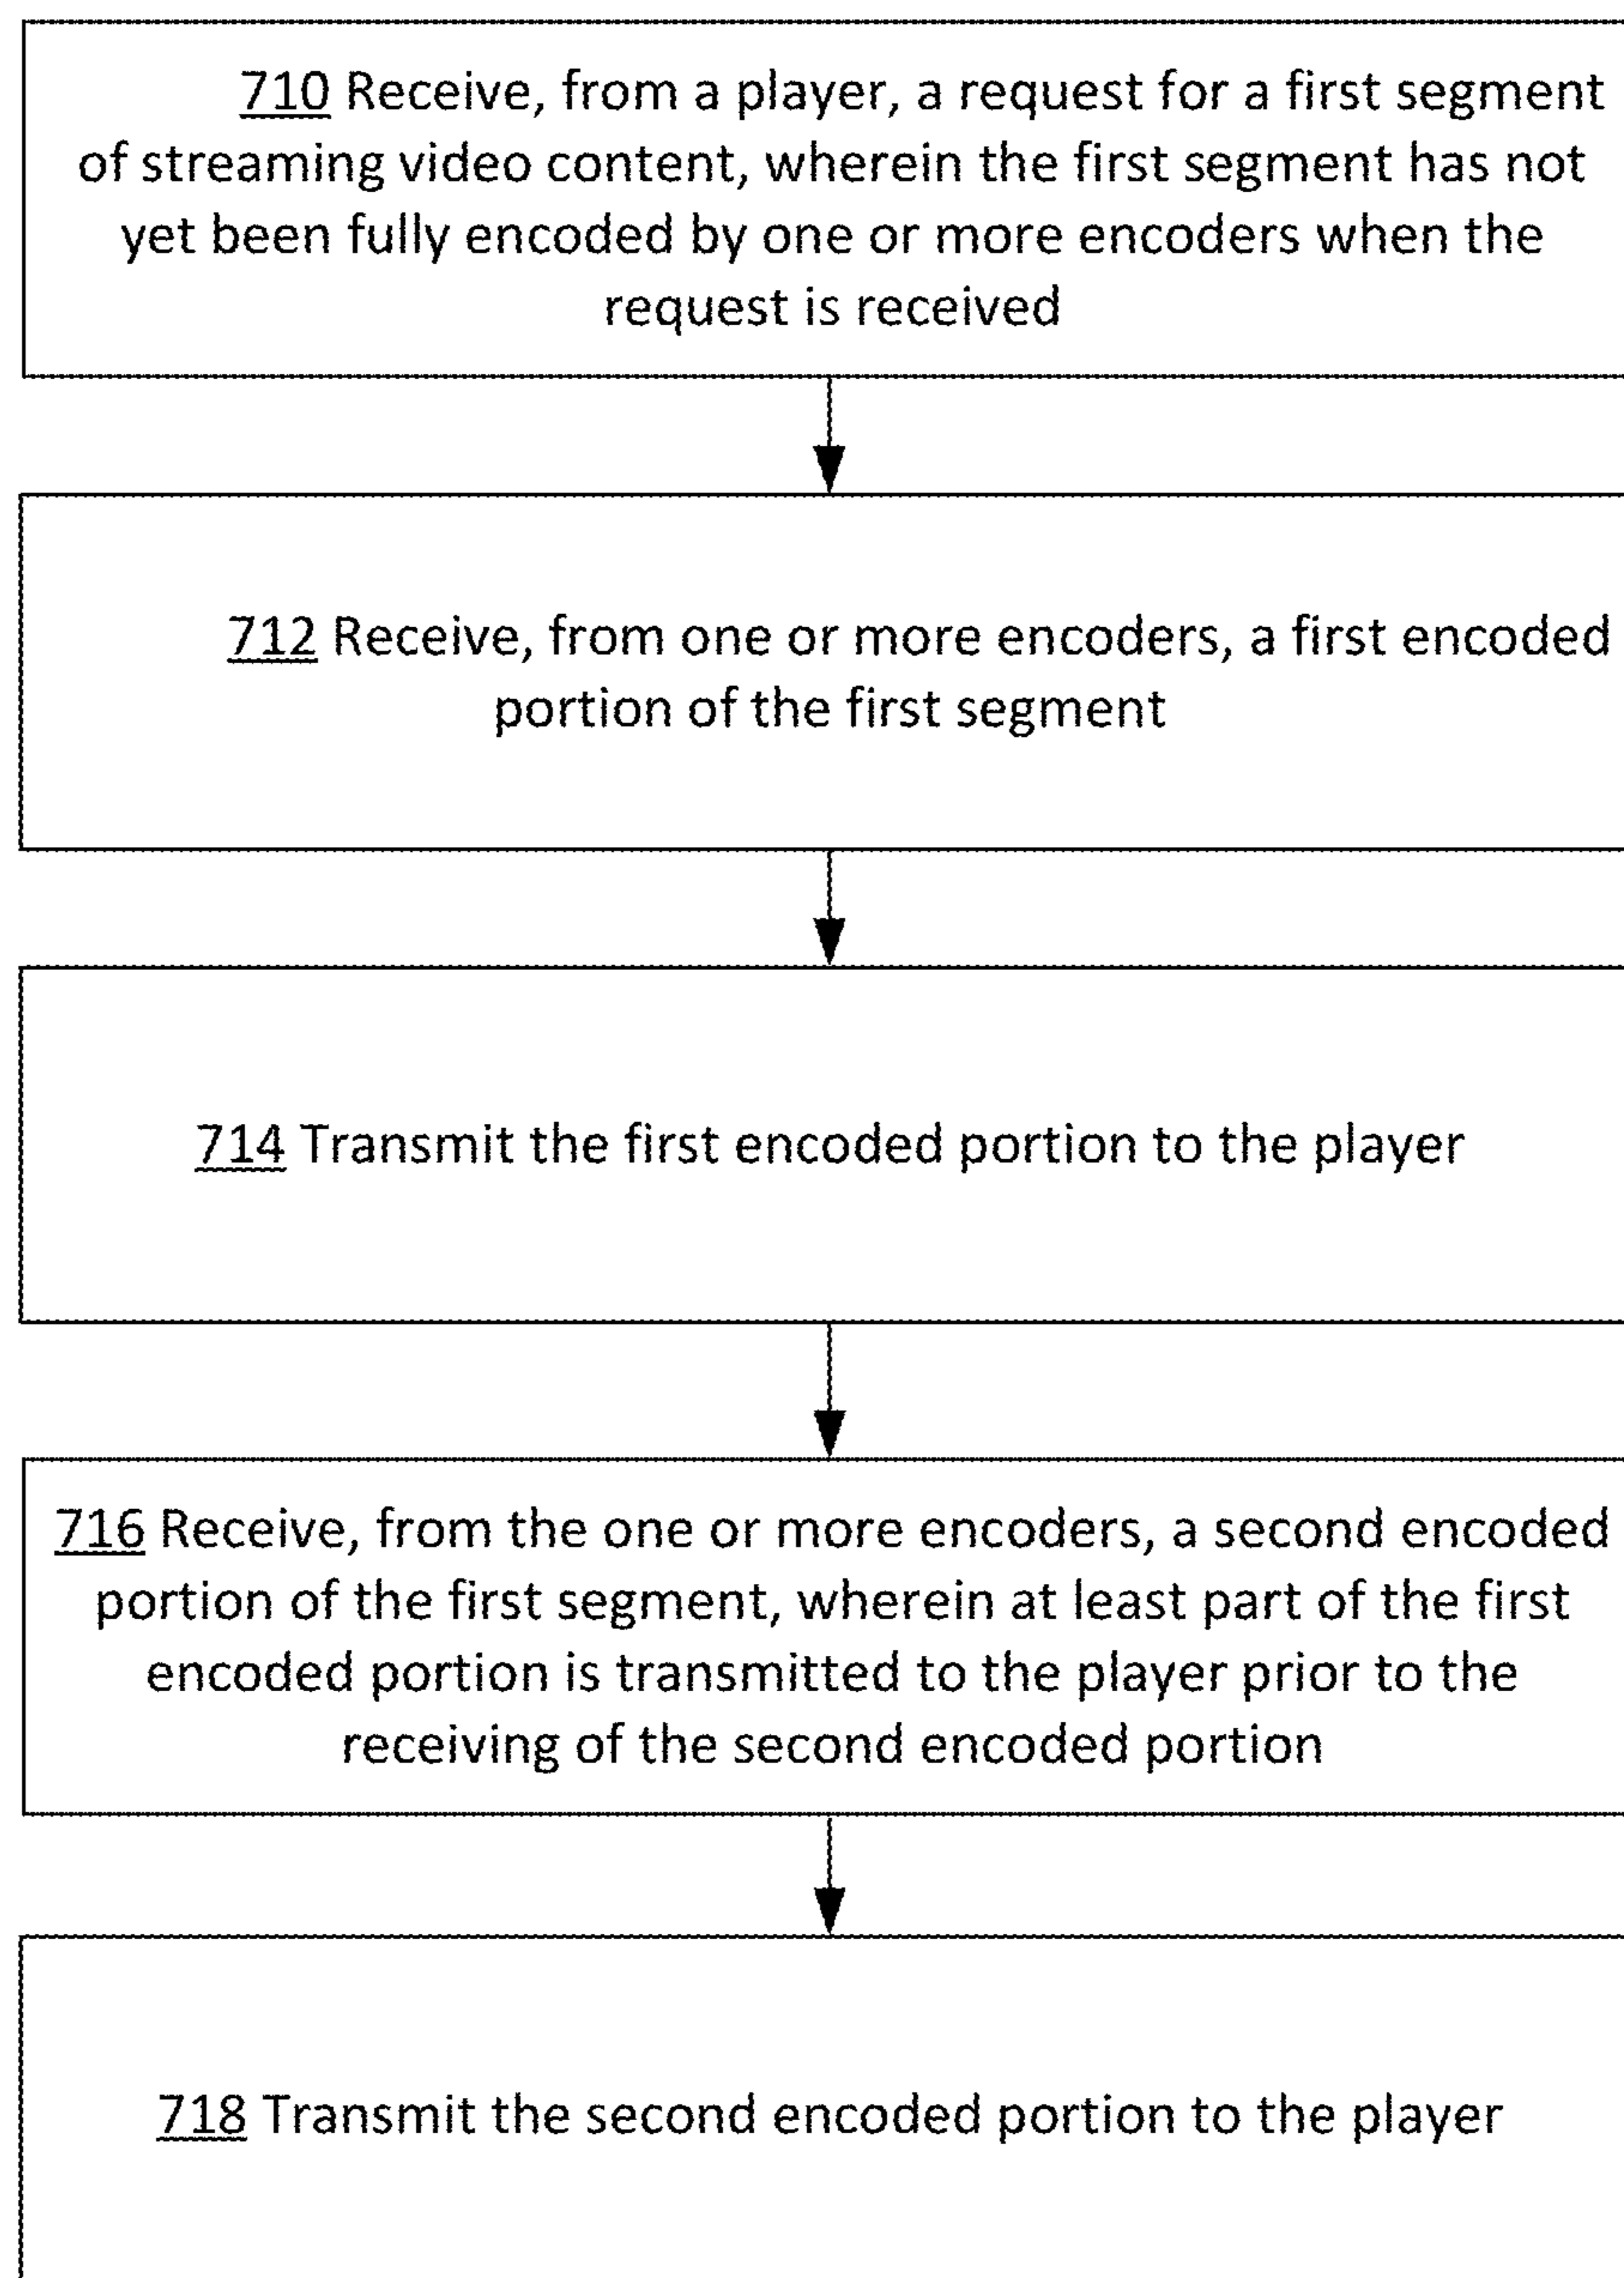 710 Receive, from a player, a request for a first segment
of streaming video content, wherein the first segment has not
yet been fully encoded by one or more encoders when the
request is received
712 Receive, from one or more encoders, a first encoded
portion of the first segment
714 Transmit the first encoded portion to the player
716 Receive, from the one or more encoders, a second encoded
portion of the first segment, wherein at least part of the first
encoded portion is transmitted to the player prior to the
receiving of the second encoded portion
718 Transmit the second encoded portion to the player